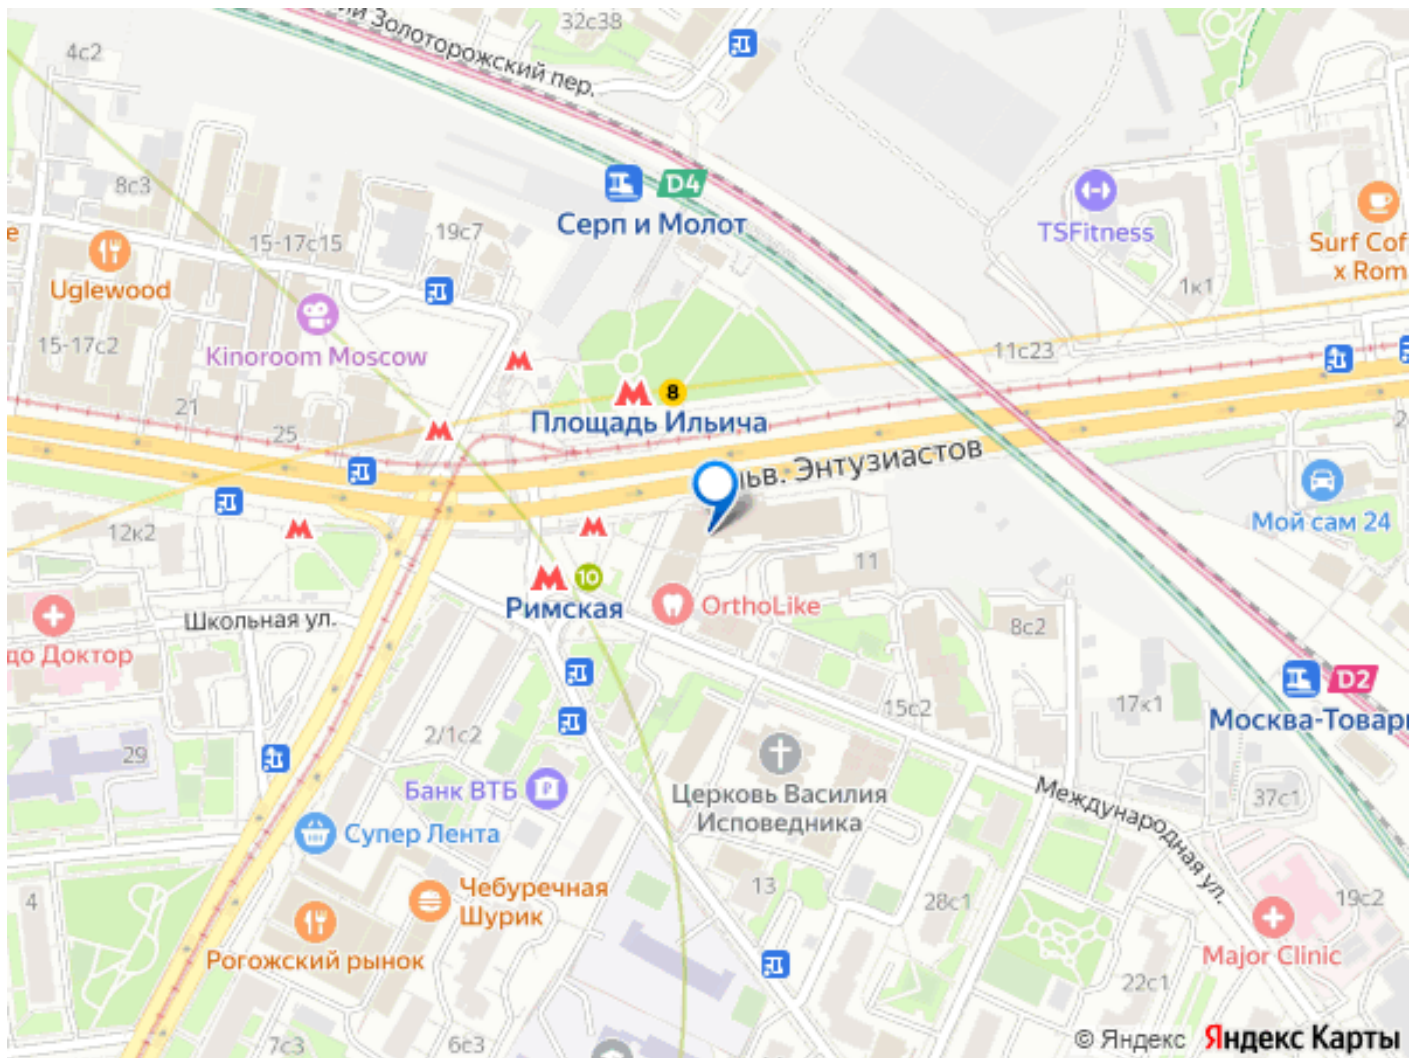 ий Золоторожский пер.
32с38
4с2
D4
Серп и Молот
8с3
19с7
15-17с15
Uglewood
TSFitness
Surf Cof
x Rom
1к1
Kinoroom Moscow
15-17с2
11с23
8
Площадь Ильича
21
25
ьв. Энтузиастов
Мой сам 24
12к2
11
10
Римская
OrthoLike
Школьная ул.
8с2
до Доктор
D2
Москва-Товар
17к1
15с2
2/1с2
29
Банк ВТБ
Церковь Василия
Исповедника
Международная ул.
37с1
Супер Лента
Чебуречная
Шурик
13
28с1
19с2
4
Рогожский рынок
Major Clinic
22с1
7с3
6с3
© Яндекс Яндекс Карты